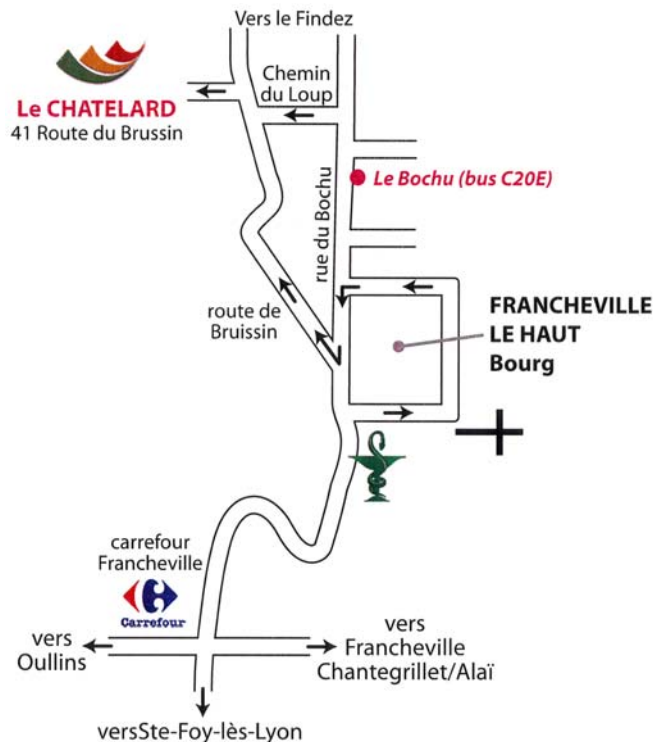 Vers le Findez
Chemin
du Loup
Le CHATELARD
41 Route du Brussin
Le Bochu (bus C20E)
rue du Bochu
route de
Bruissin
FRANCHEVILLE
LE HAUT
Bourg
carrefour
Francheville
Carrefour
vers
Oullins
vers
Francheville
Chantegrillet/Alaï
versSte-Foy-lès-Lyon